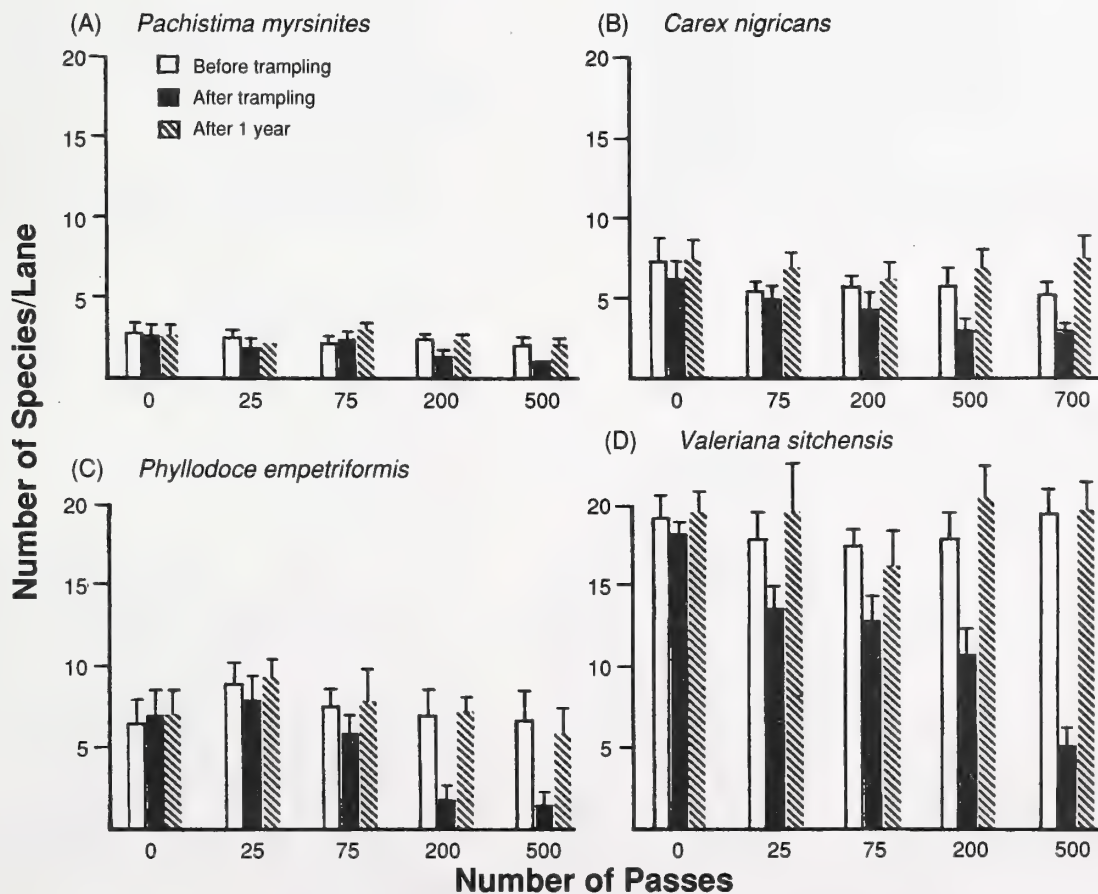 (A) Pachistima myrsinites
Before trampling
After trampling
After 1 year
20
15
10
5
0 25 75 200 500
(B) Carex nigricans
20
15
10
5
0 75 200 500 700
(C) Phyllodoce empetriformis
20
15
10
5
0 25 75 200 500
(D) Valeriana sitchensis
20
15
10
5
0 25 75 200 500
Number of Species/Lane
Number of Passes